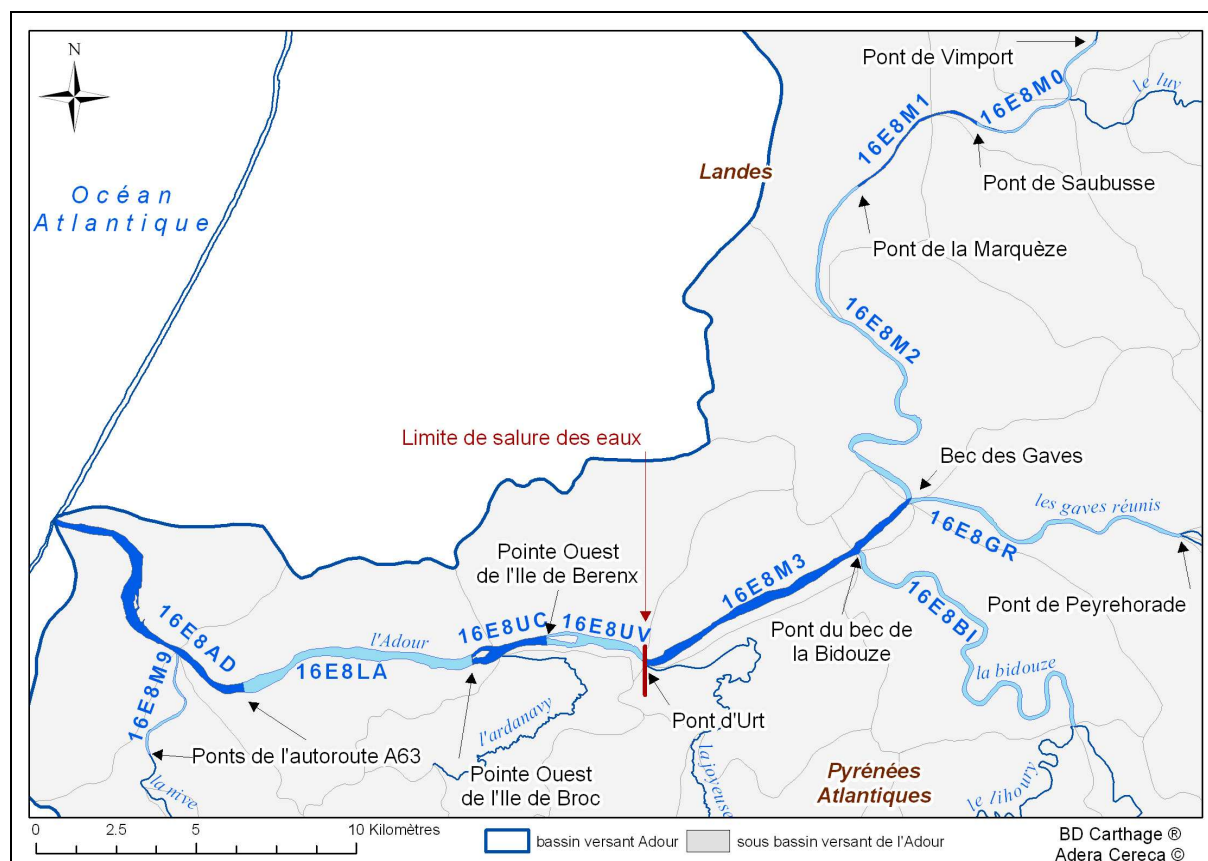 N
Pont de Vimport
le luy
16E8M0
16E8M1
Landes
Pont de Saubusse
Océan
Atlantique
Pont de la Marquèze
16E8M2
Limite de salure des eaux
Bec des Gaves
les gaves réunis
16E8GR
Pointe Ouest
de l'Ile de Berenx
16E8M3
Pont de Peyrehorade
16E8UC
16E8UV
16E8BI
Pont du bec de
la Bidouze
l'Adour
16E8AD
16E8LA
la bidouze
16E8M9
Pont d'Urt
l'ardanavy
Ponts de l'autoroute A63
la joyeuse
la nive
Pointe Ouest
de l'Ile de Broc
Pyrénées
Atlantiques
le lihoury
0 2.5 5 10 Kilomètres
bassin versant Adour
sous bassin versant de l'Adour
BD Carthage ®
Adera Cereca ©